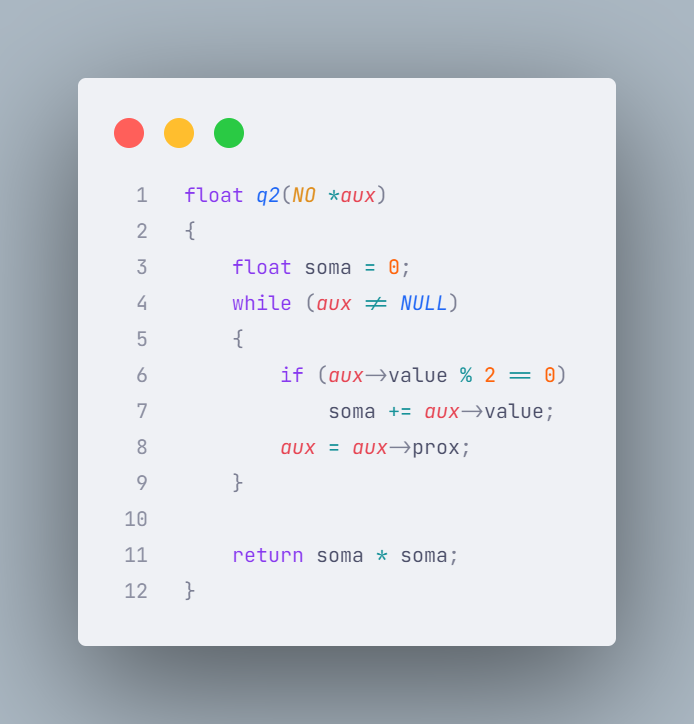 1 float q2(NO *aux)
2 {
3 float soma = 0;
4 while (aux != NULL)
5 {
6 if (aux->value % 2 == 0)
7 soma += aux->value;
8 aux = aux->prox;
9 }
10
11 return soma * soma;
12 }